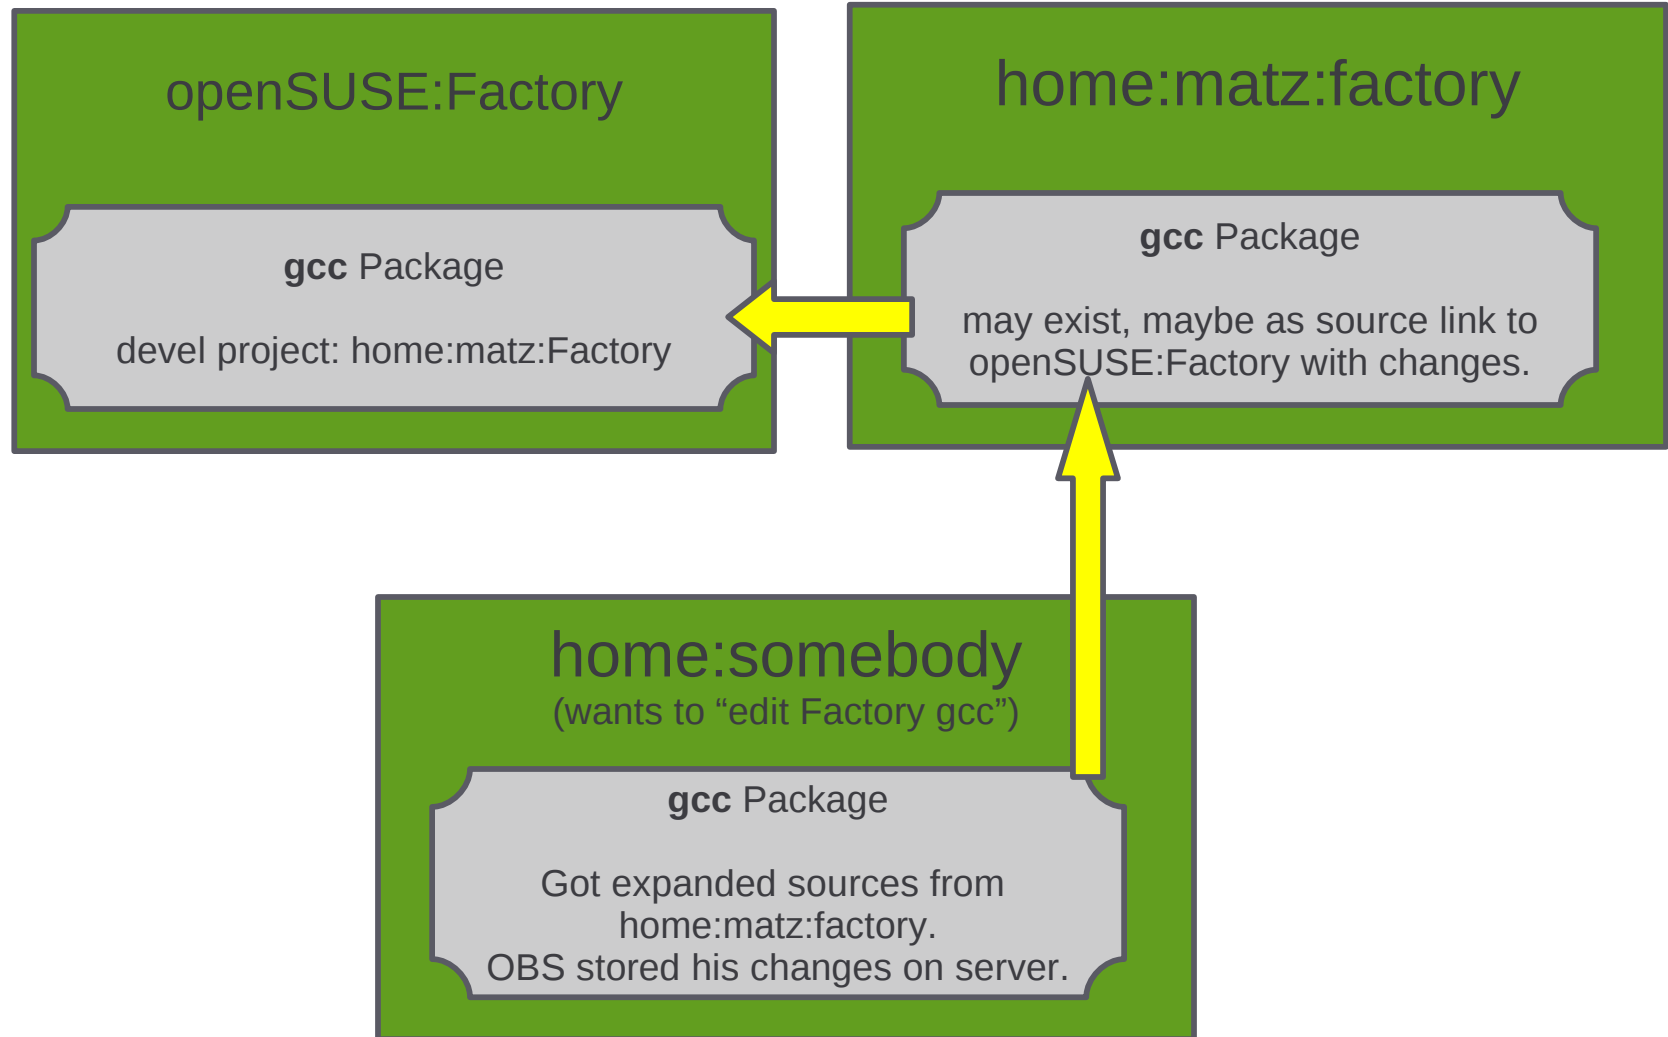 openSUSE:Factory
gcc Package
devel project: home:matz:Factory
home:matz:factory
gcc Package
may exist, maybe as source link to
openSUSE:Factory with changes.
home:somebody
(wants to “edit Factory gcc”)
gcc Package
Got expanded sources from
home:matz:factory.
OBS stored his changes on server.